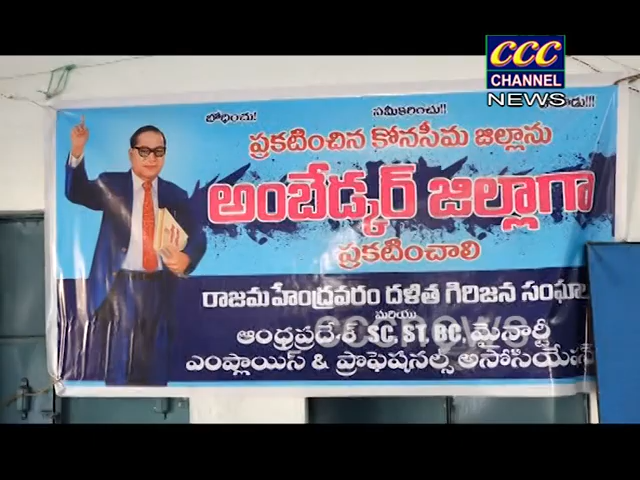 CCC
CHANNEL
NEWS
బోధించు! సమీకరించు!!
ప్రకటించిన కోనసీమ జిల్లాను
అంబేడ్కర్ జిల్లాగా
ప్రకటించాలి
రాజమహేంద్రవరం దళిత గిరిజన సంఘాల
మరియు
ఆంధ్రప్రదేశ్ SC, ST, BC, మైనార్టీ
ఎంప్లాయిస్ & ప్రొఫెషనల్స్ అసోసియేషన్